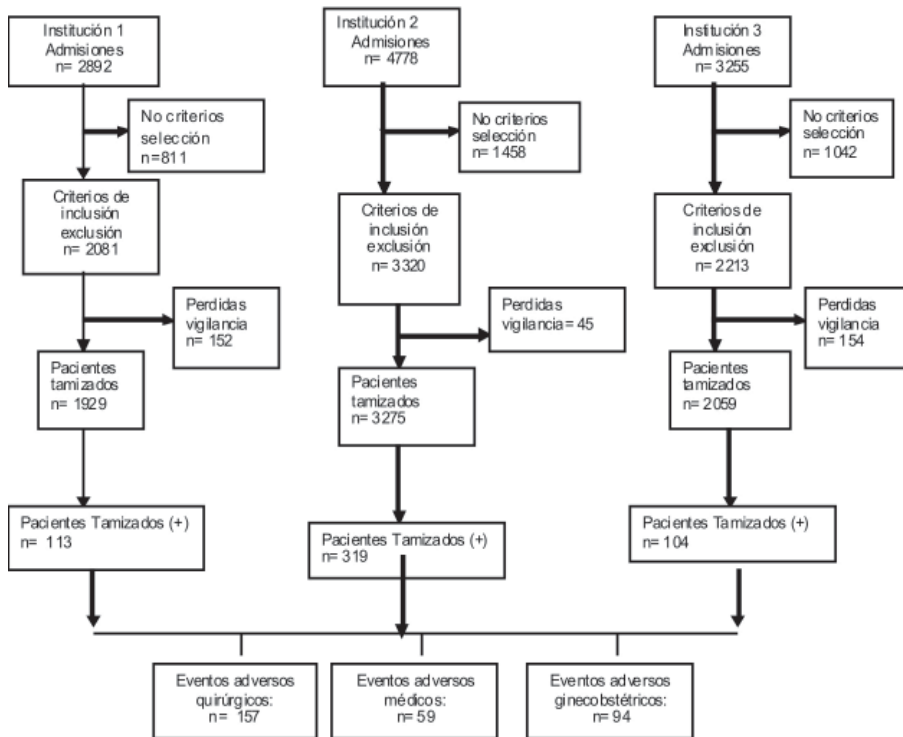 Institución 1
Admisiones
n= 2892
Institución 2
Admisiones
n= 4778
Institución 3
Admisiones
n= 3255
No criterios
selección
n=811
No criterios
selección
n= 1458
No criterios
selección
n= 1042
Criterios de
inclusión
exclusión
n= 2081
Criterios de
inclusión
exclusión
n= 3320
Criterios de
inclusión
exclusión
n= 2213
Perdidas
vigilancia
n= 152
Perdidas
vigilancia= 45
Perdidas
vigilancia
n= 154
Pacientes
tamizados
n= 1929
Pacientes
tamizados
n= 3275
Pacientes
tamizados
n=2059
Pacientes Tamizados (+)
n= 113
Pacientes Tamizados (+)
n= 319
Pacientes Tamizados (+)
n= 104
Eventos adversos
quirúrgicos:
n= 157
Eventos adversos
médicos:
n= 59
Eventos adversos
ginecobstétricos:
n= 94